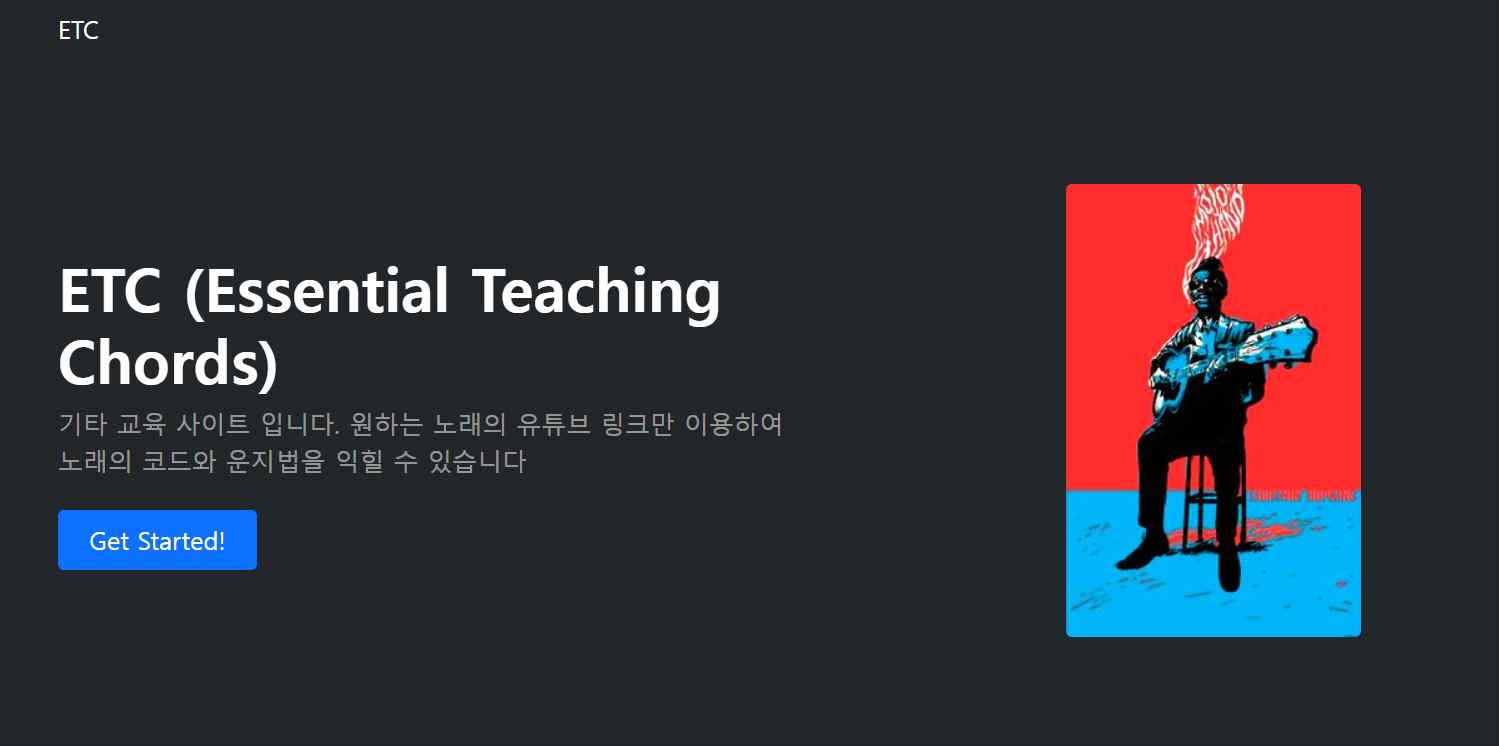 ETC
ETC (Essential Teaching
Chords)
기타 교육 사이트 입니다. 원하는 노래의 유튜브 링크만 이용하여
노래의 코드와 운지법을 익힐 수 있습니다
Get Started!
MOJO
HAND